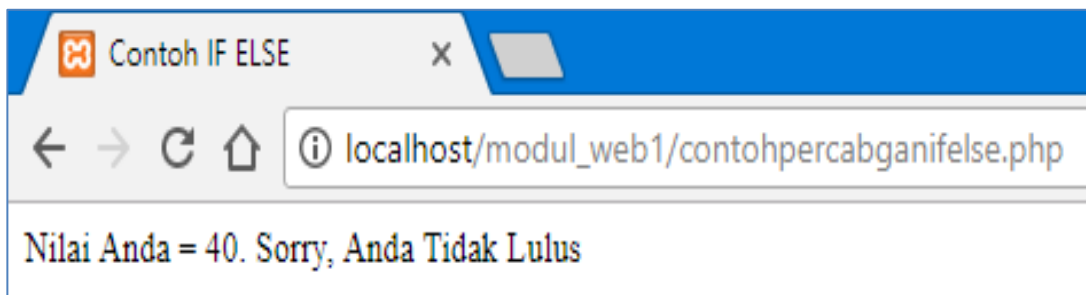 Contoh IF ELSE
localhost/modul_web1/contohpercabganifelse.php
Nilai Anda = 40. Sorry, Anda Tidak Lulus